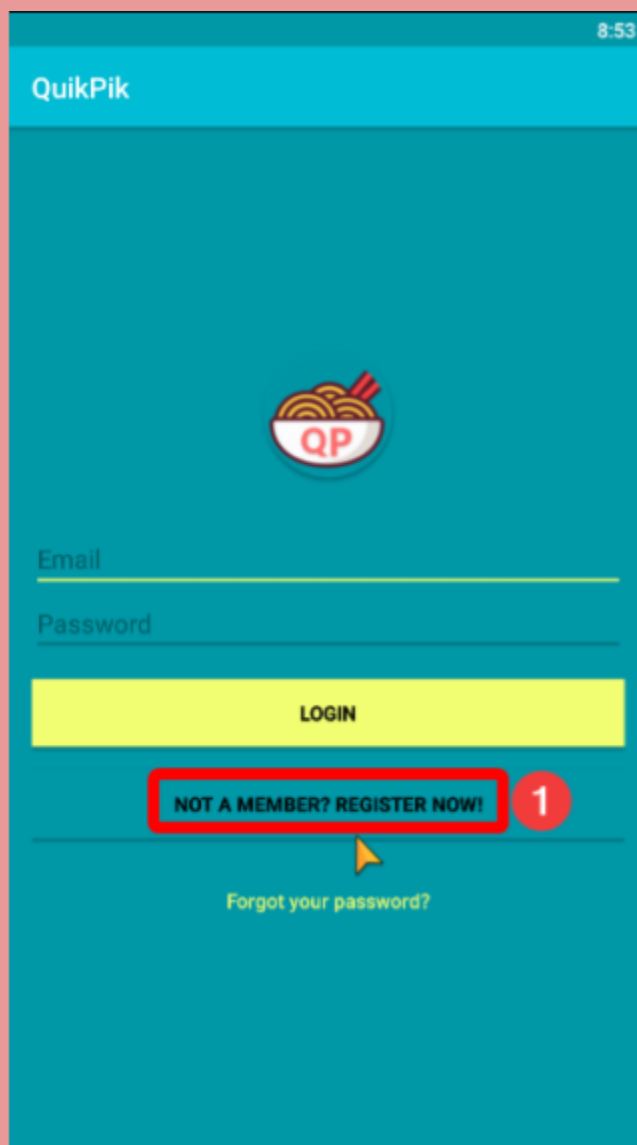 8:53
QuikPik
QP
Email
Password
LOGIN
NOT A MEMBER? REGISTER NOW!
1
Forgot your password?